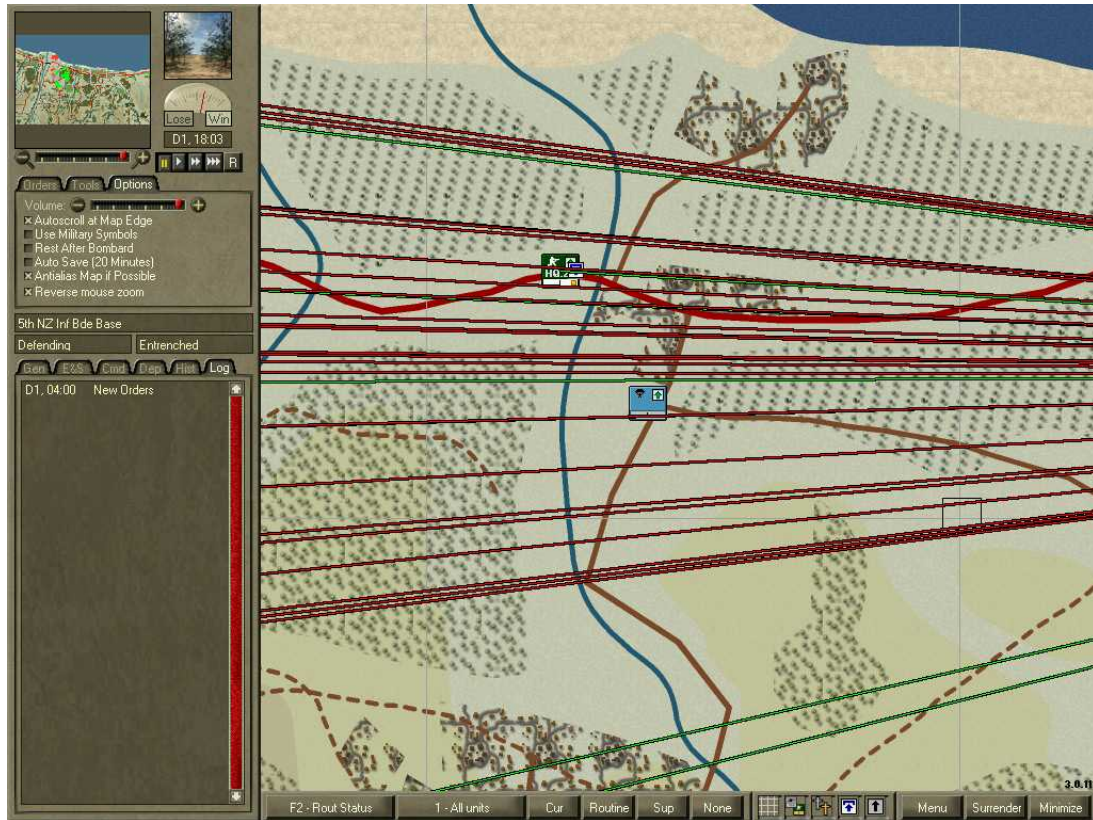 Lose Win
D1, 18:03
R
Orders Tools Options
Volume:
Autoscroll at Map Edge
Use Military Symbols
Rest After Bombard
Auto Save (20 Minutes)
Antialias Map if Possible
Reverse mouse zoom
5th NZ Inf Bde Base
Defending Entrenched
Gen E&S Cmd Dep Hist Log
D1, 04:00 New Orders
HQ
3.0.11
F2 - Rout Status 1 - All units Cur Routine Sup None Menu Surrender Minimize